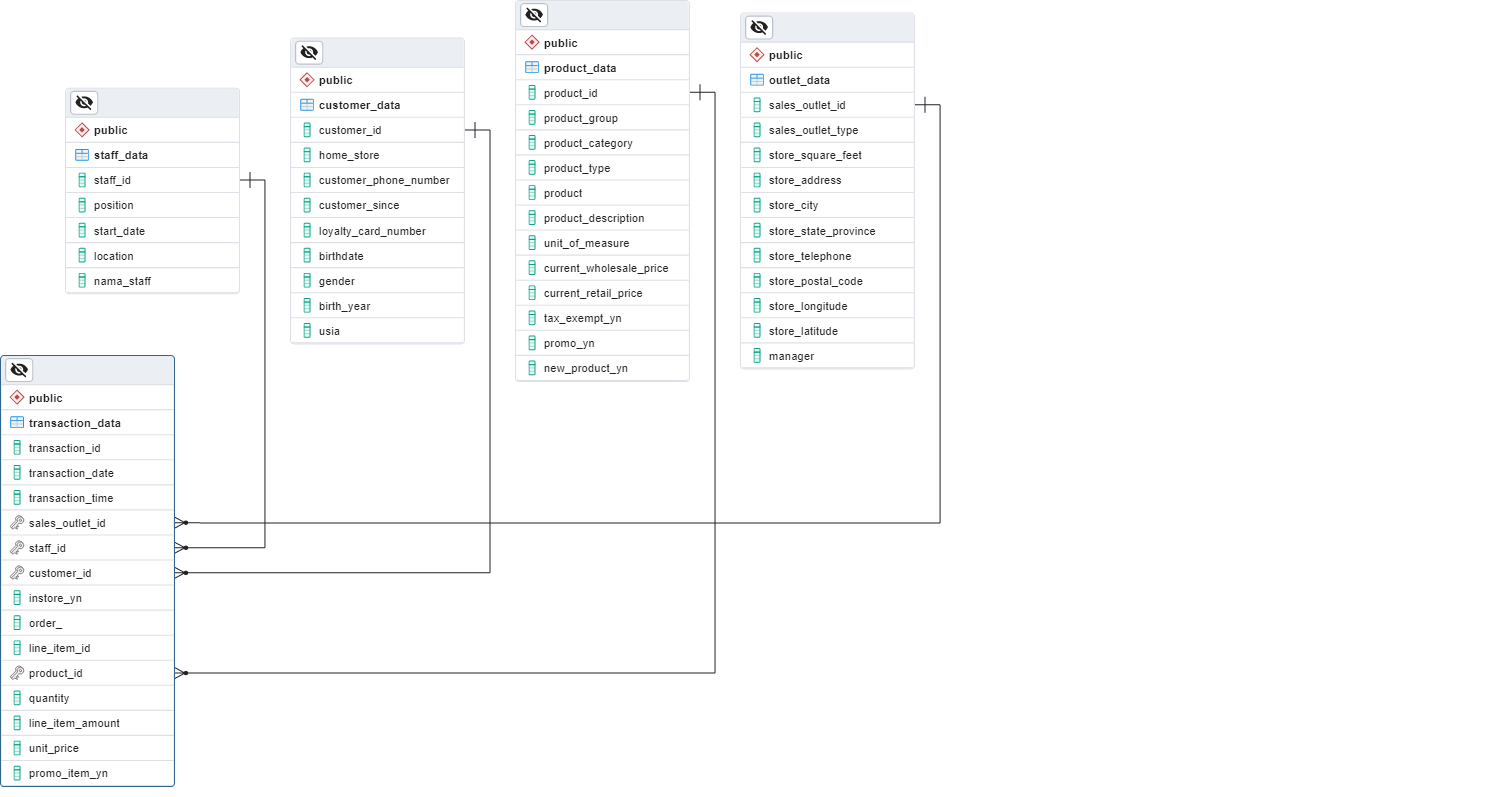 public
staff_data
staff_id
position
start_date
location
nama_staff
public
customer_data
customer_id
home_store
customer_phone_number
customer_since
loyalty_card_number
birthdate
gender
birth_year
usia
public
product_data
product_id
product_group
product_category
product_type
product
product_description
unit_of_measure
current_wholesale_price
current_retail_price
tax_exempt_yn
promo_yn
new_product_yn
public
outlet_data
sales_outlet_id
sales_outlet_type
store_square_feet
store_address
store_city
store_state_province
store_telephone
store_postal_code
store_longitude
store_latitude
manager
public
transaction_data
transaction_id
transaction_date
transaction_time
sales_outlet_id
staff_id
customer_id
instore_yn
order_
line_item_id
product_id
quantity
line_item_amount
unit_price
promo_item_yn